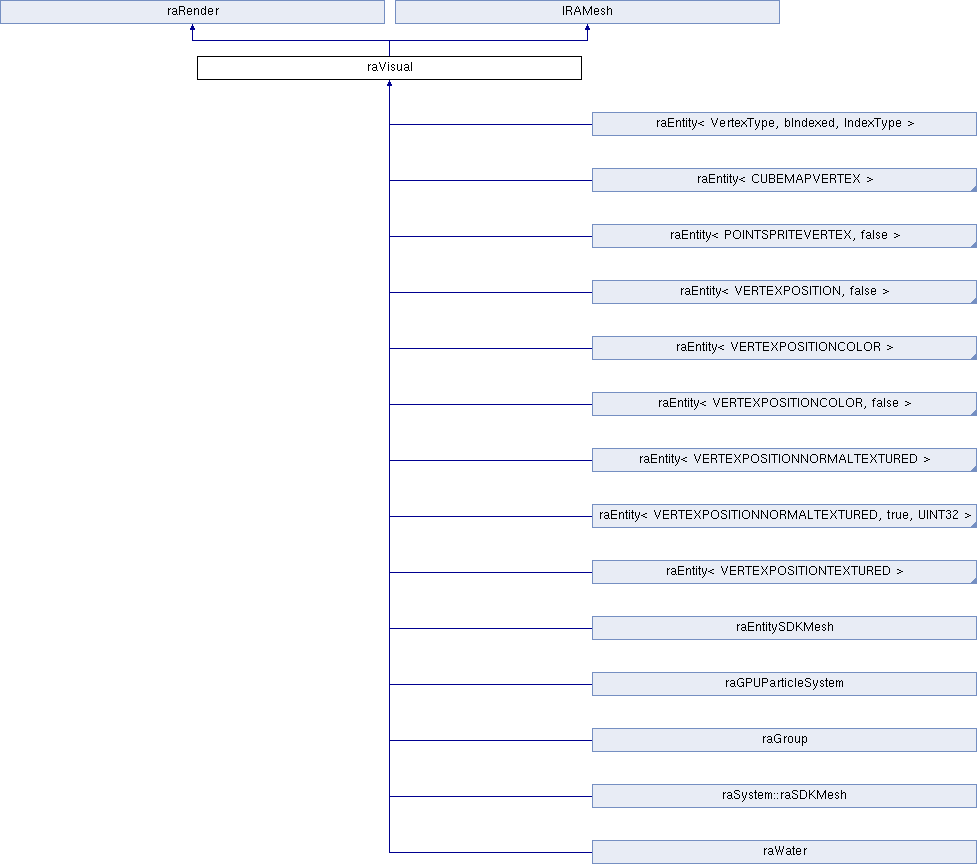 raRender
IRAMesh
raVisual
raEntity< VertexType, bIndexed, IndexType >
raEntity< CUBEMAPVERTEX >
raEntity< POINTSPRITEVERTEX, false >
raEntity< VERTEXPOSITION, false >
raEntity< VERTEXPOSITIONCOLOR >
raEntity< VERTEXPOSITIONCOLOR, false >
raEntity< VERTEXPOSITIONNORMALTEXTURED >
raEntity< VERTEXPOSITIONNORMALTEXTURED, true, UINT32 >
raEntity< VERTEXPOSITIONTEXTURED >
raEntitySDKMesh
raGPUParticleSystem
raGroup
raSystem::raSDKMesh
raWater